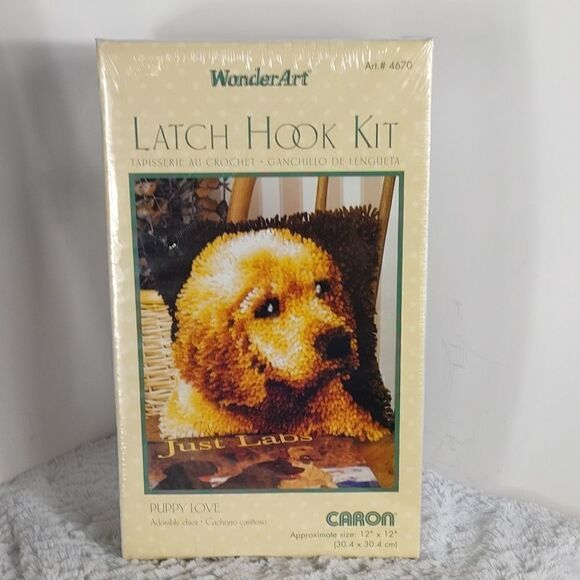 Art.# 4670
WonderArt®
LATCH HOOK KIT
TAPISSERIE AU CROCHET • GANCHILLO DE LENGÜETA
Just Labs
PUPPY LOVE
Adorable chiot • Cachorro cariñoso
CARON®
Approximate size: 12" x 12"
(30.4 x 30.4 cm)